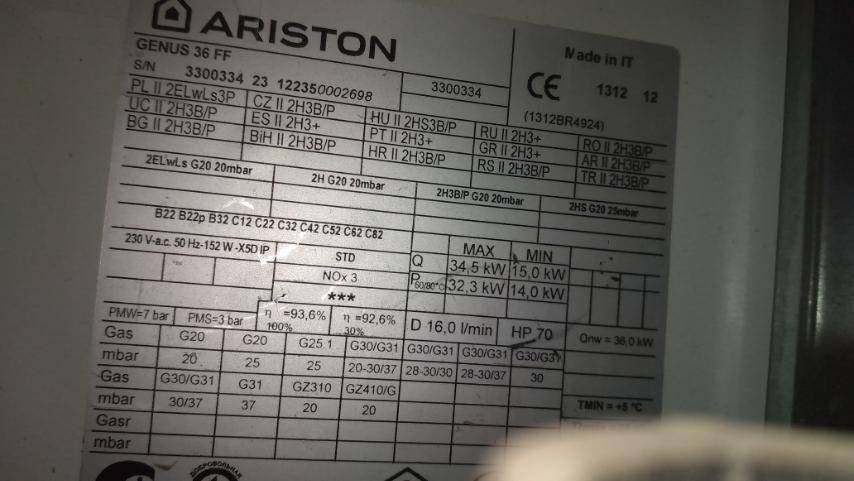 ARISTON
GENUS 36 FF
Made in IT
S/N 3300334 23 122350002698
3300334
CE 1312 12
(1312BR4924)
PL II 2ELwLs3P CZ II 2H3B/P HU II 2HS3B/P RU II 2H3+ RO II 2H3B/P
UC II 2H3B/P ES II 2H3+ PT II 2H3+ GR II 2H3+ AR II 2H3B/P
BG II 2H3B/P BiH II 2H3B/P HR II 2H3B/P RS II 2H3B/P TR II 2H3B/P
2ELwLs G20 20mbar 2H G20 20mbar 2H3B/P G20 20mbar 2HS G20 25mbar
B22 B22p B32 C12 C22 C32 C42 C52 C62 C82
230 V-a.c. 50 Hz-152 W -X5D IP STD
NOx 3
***
MAX MIN
Q 34,5 kW 15,0 kW
P60/80°C 32,3 kW 14,0 kW
PMW=7 bar PMS=3 bar η =93,6% 100% η =92,6% 30% D 16,0 l/min HP 70 Qnw = 36,0 kW
Gas G20 G20 G25.1 G30/G31 G30/G31 G30/G31 G30/G31
mbar 20 25 25 20-30/37 28-30/30 28-30/37 30
Gas G30/G31 G31 GZ310 GZ410/G
mbar 30/37 37 20 20
TMIN = +5 °C
Gasr
mbar
ДОБРОВОЛЬНАЯ